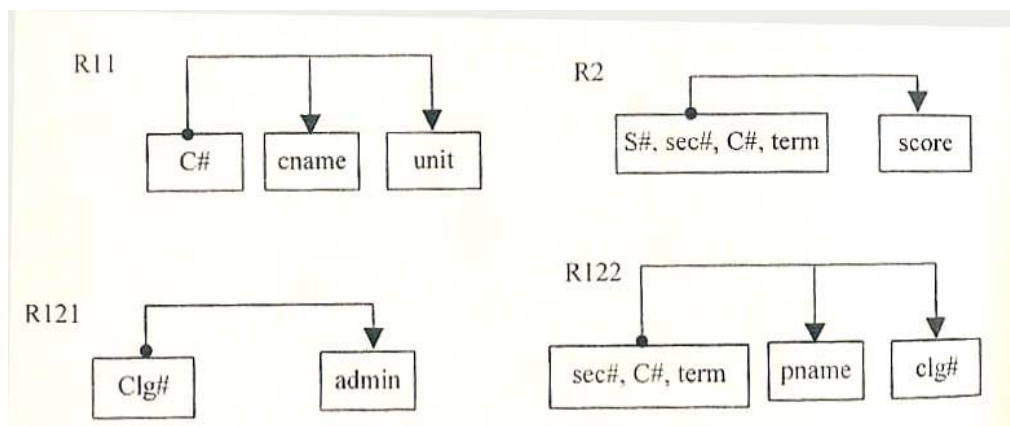 R11
C#
cname
unit
R2
S#, sec#, C#, term
score
R121
Clg#
admin
R122
sec#, C#, term
pname
clg#